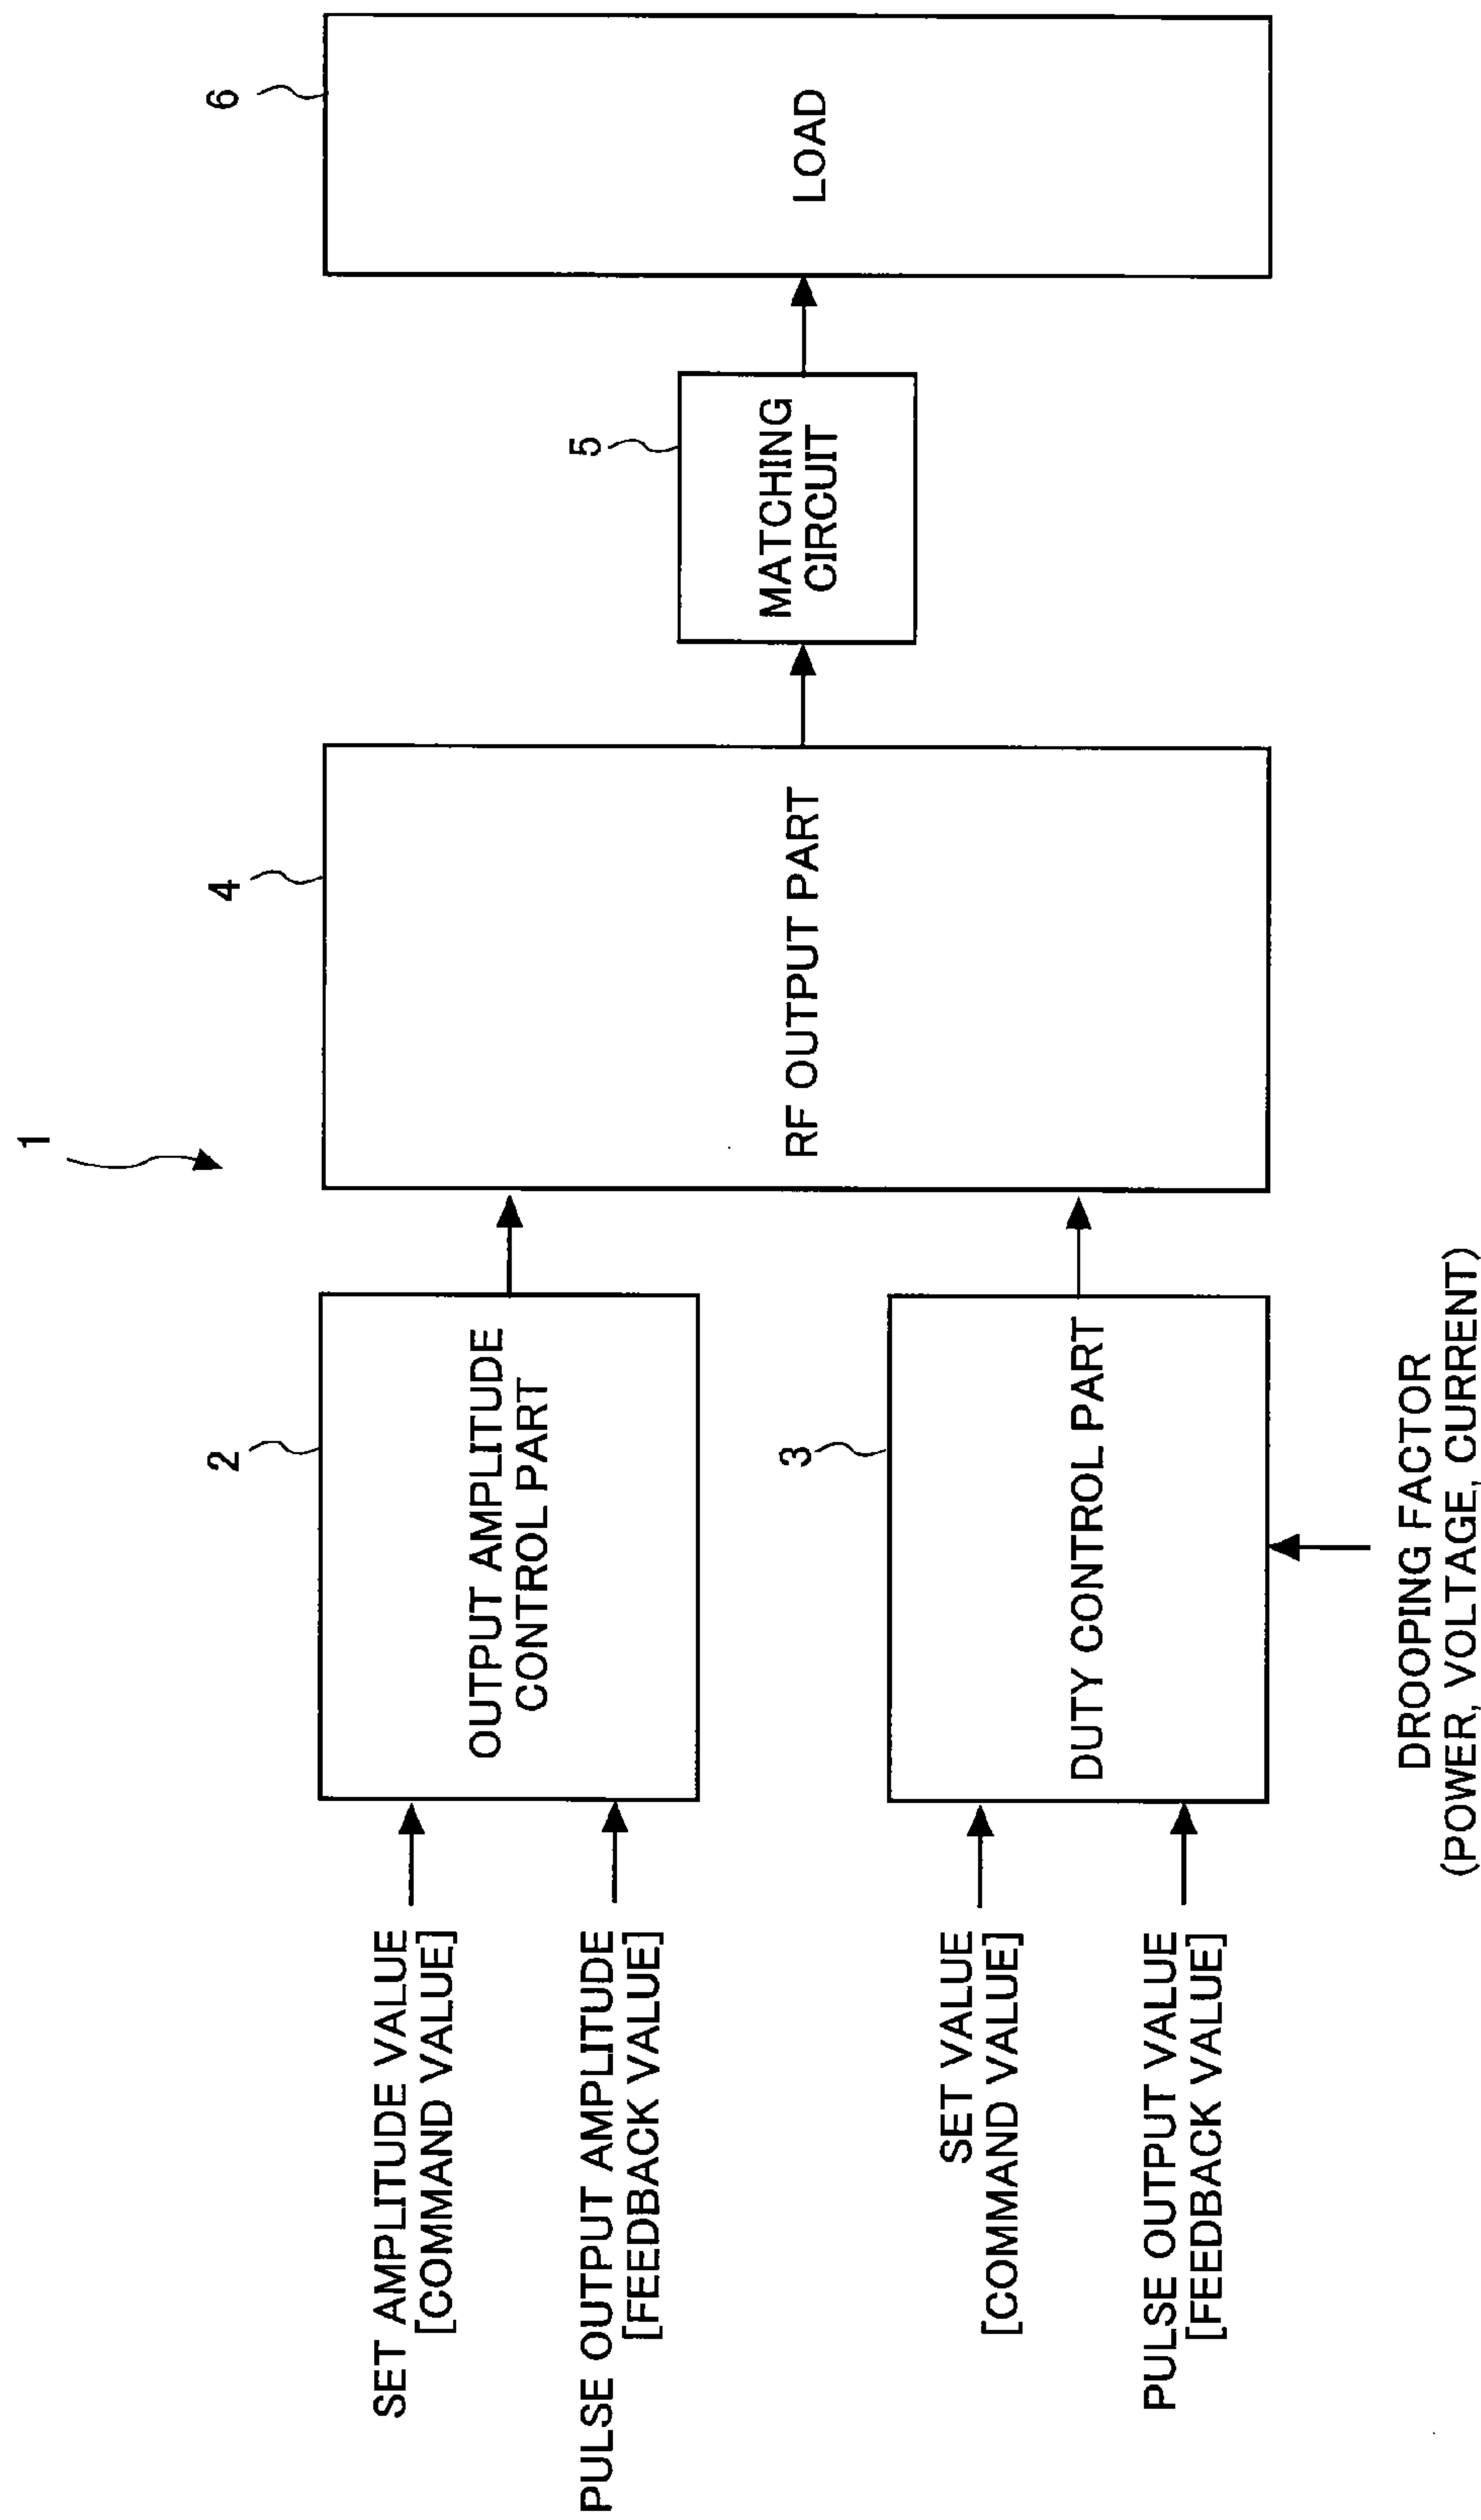 1
2
4
6
SET AMPLITUDE VALUE
[COMMAND VALUE]
OUTPUT AMPLITUDE
CONTROL PART
PULSE OUTPUT AMPLITUDE
[FEEDBACK VALUE]
5
MATCHING
CIRCUIT
RF OUTPUT PART
LOAD
3
SET VALUE
[COMMAND VALUE]
DUTY CONTROL PART
PULSE OUTPUT VALUE
[FEEDBACK VALUE]
DROOPING FACTOR
(POWER, VOLTAGE, CURRENT)